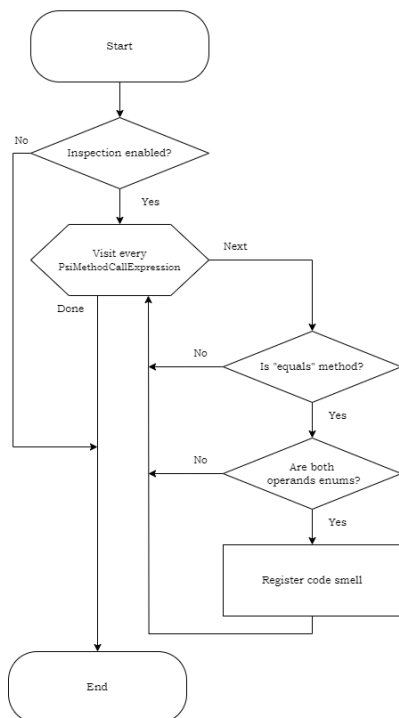 Start
No
Inspection enabled?
Yes
Visit every
PsiMethodCallExpression
Next
Done
No
Is "equals" method?
Yes
No
Are both
operands enums?
Yes
Register code smell
End